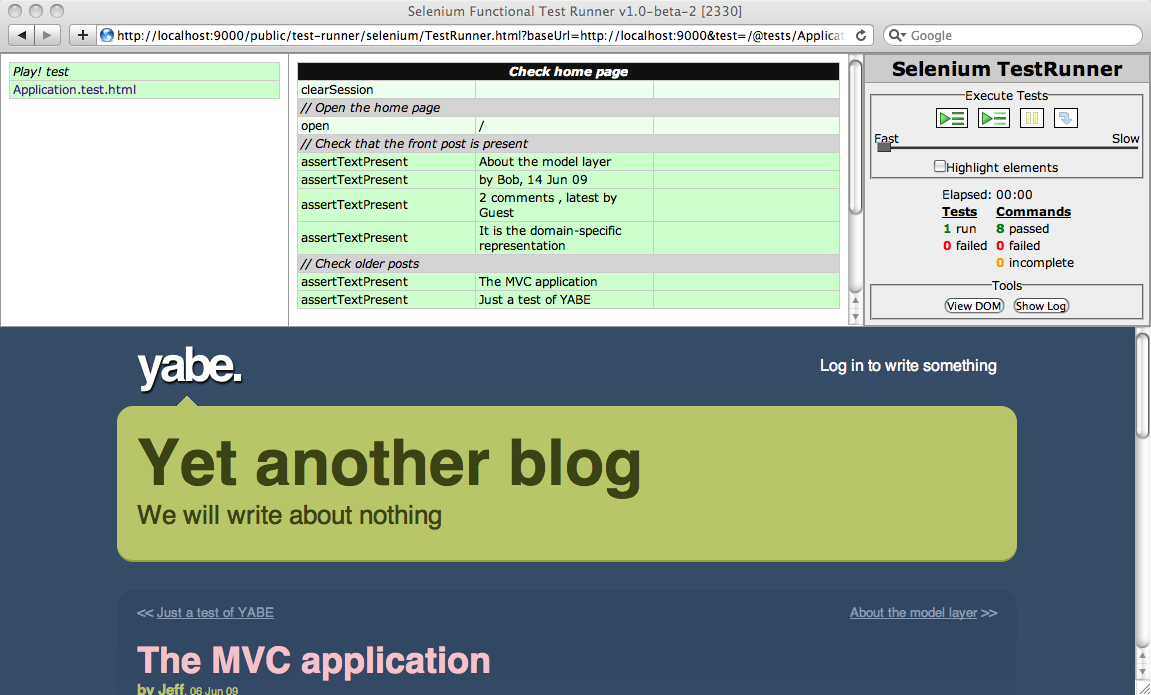 Selenium Functional Test Runner v1.0-beta-2 [2330]
http://localhost:9000/public/test-runner/selenium/TestRunner.html?baseUrl=http://localhost:9000&test=/@tests/Applicat
Google
Play! test
Application.test.html
Check home page
clearSession
// Open the home page
open /
// Check that the front post is present
assertTextPresent About the model layer
assertTextPresent by Bob, 14 Jun 09
assertTextPresent 2 comments , latest by
Guest
assertTextPresent It is the domain-specific
representation
// Check older posts
assertTextPresent The MVC application
assertTextPresent Just a test of YABE
Selenium TestRunner
Execute Tests
Fast Slow
Highlight elements
Elapsed: 00:00
Tests Commands
1 run 8 passed
0 failed 0 failed
0 incomplete
Tools
View DOM Show Log
yabe.
Log in to write something
Yet another blog
We will write about nothing
<< Just a test of YABE About the model layer >>
The MVC application
by Jeff, 06 Jun 09